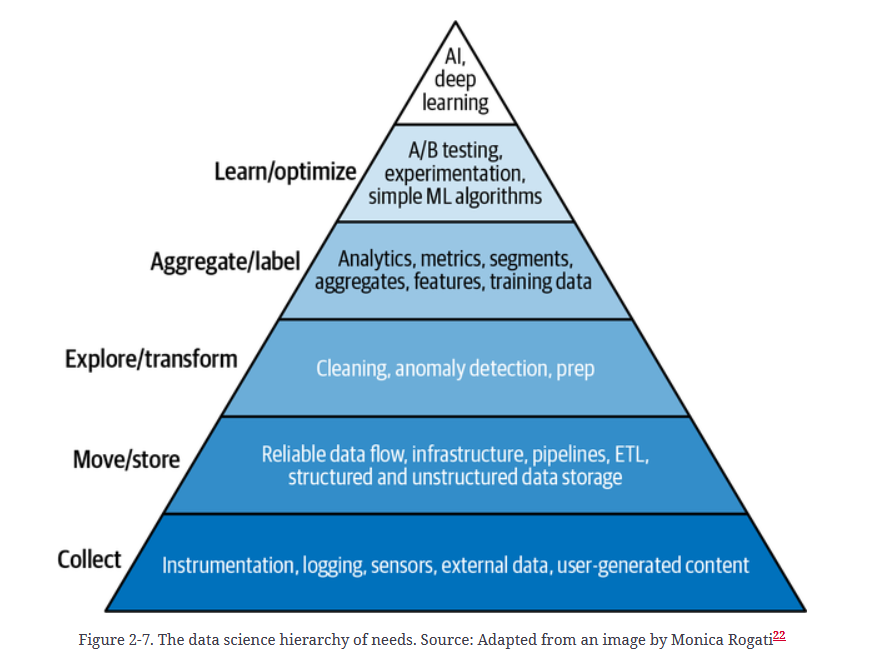 AI,
deep
learning
Learn/optimize
A/B testing,
experimentation,
simple ML algorithms
Aggregate/label
Analytics, metrics, segments,
aggregates, features, training data
Explore/transform
Cleaning, anomaly detection, prep
Move/store
Reliable data flow, infrastructure, pipelines, ETL,
structured and unstructured data storage
Collect
Instrumentation, logging, sensors, external data, user-generated content
Figure 2-7. The data science hierarchy of needs. Source: Adapted from an image by Monica Rogati22